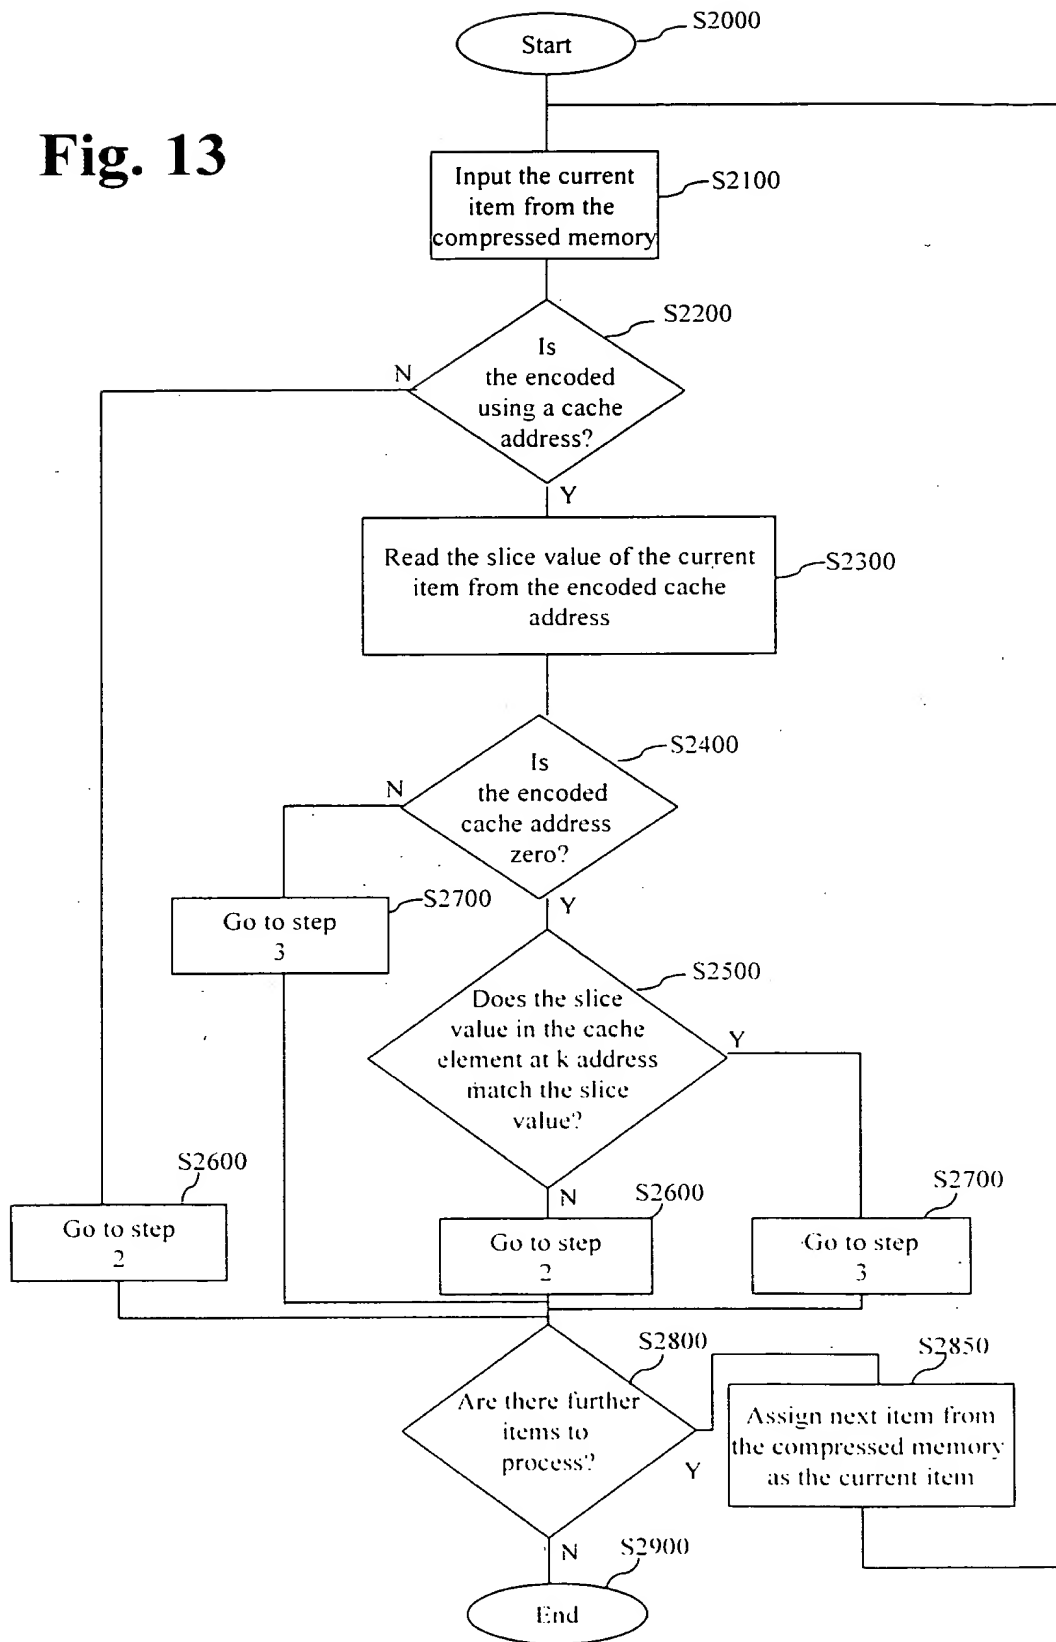 S2000
Start
Fig. 13
Input the current
item from the
compressed memory
S2100
S2200
Is
the encoded
using a cache
address?
N
Y
Read the slice value of the current
item from the encoded cache
address
S2300
S2400
Is
the encoded
cache address
zero?
N
Y
S2700
Go to step
3
S2500
Does the slice
value in the cache
element at k address
match the slice
value?
Y
N
S2600
Go to step
2
S2600
Go to step
2
S2700
Go to step
3
S2800
Are there further
items to
process?
Y
N
S2850
Assign next item from
the compressed memory
as the current item
S2900
End